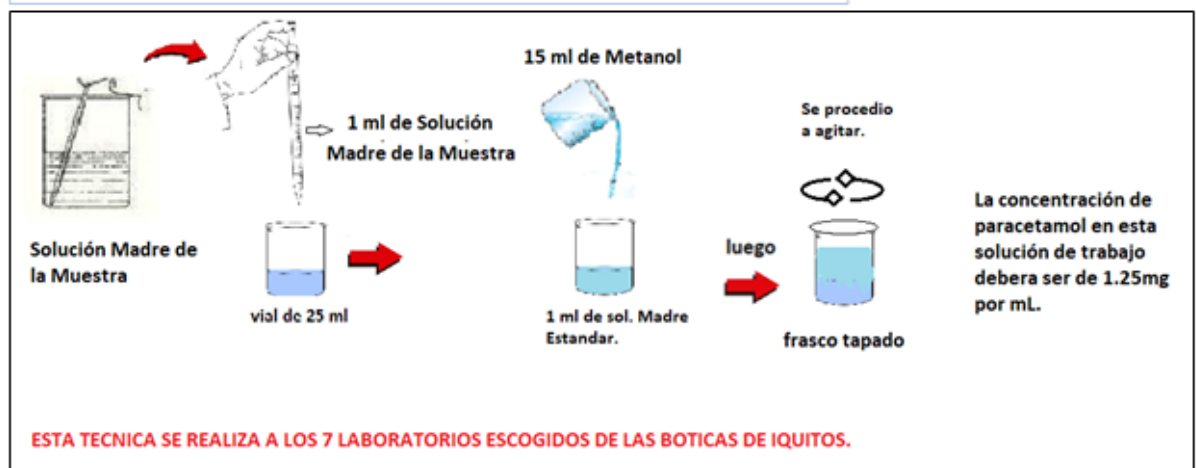 15 ml de Metanol
1 ml de Solución
Madre de la Muestra
Se procedio
a agitar.
Solución Madre de
la Muestra
vial de 25 ml
1 ml de sol. Madre
Estandar.
luego
frasco tapado
La concentración de
paracetamol en esta
solución de trabajo
debera ser de 1.25mg
por mL.
ESTA TECNICA SE REALIZA A LOS 7 LABORATORIOS ESCOGIDOS DE LAS BOTICAS DE IQUITOS.